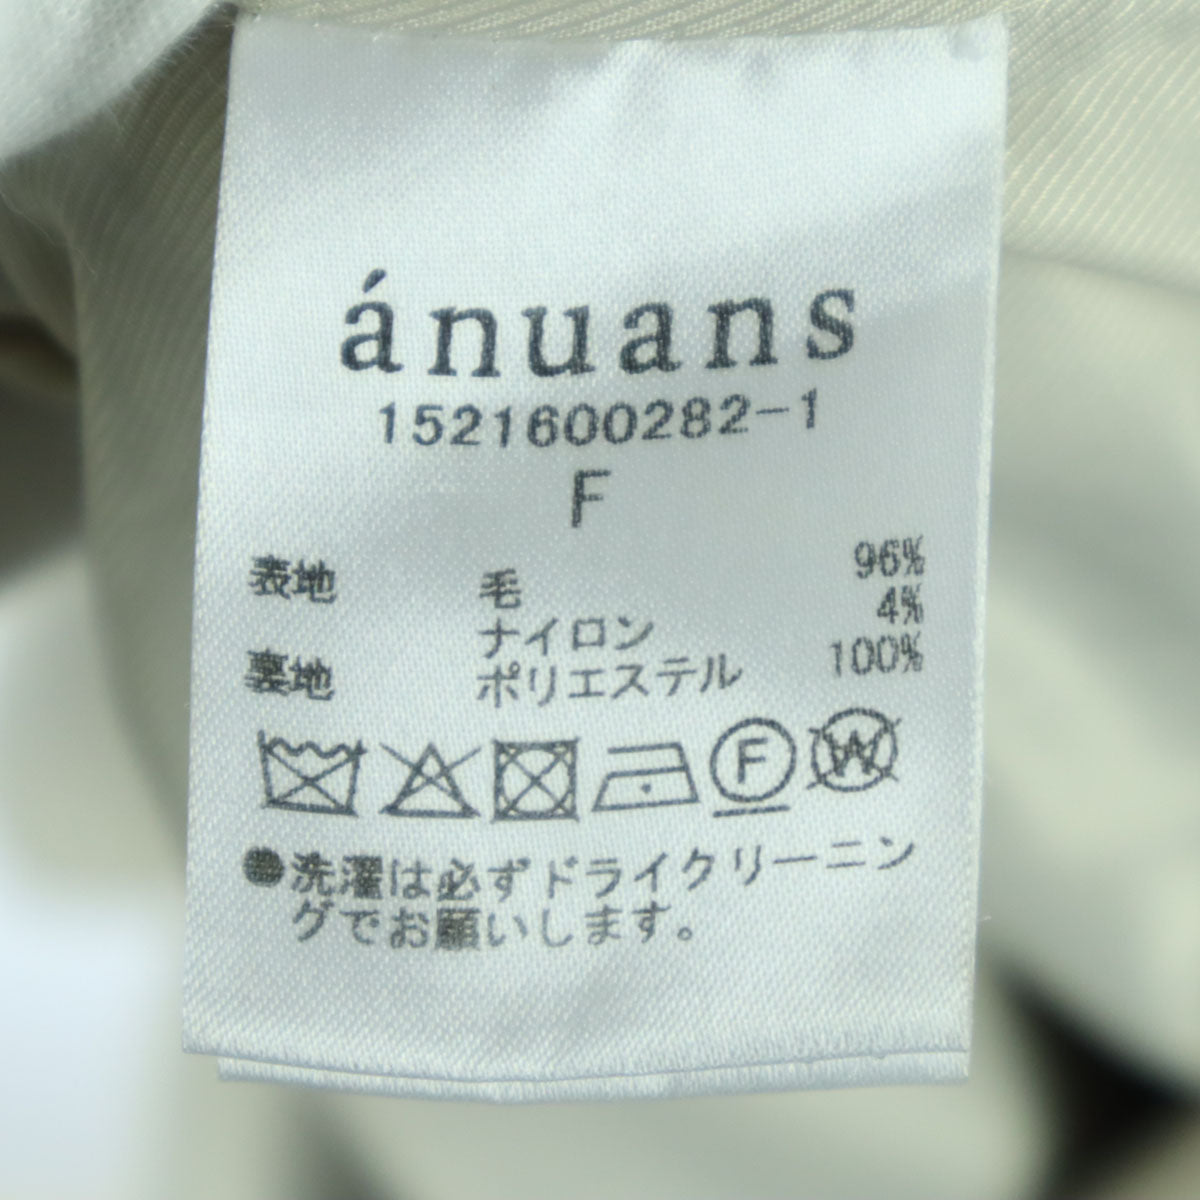 ánuans
1521600282-1
F
表地 毛 96%
ナイロン 4%
裏地 ポリエステル 100%
F W
●洗濯は必ずドライクリーニン
グでお願いします。